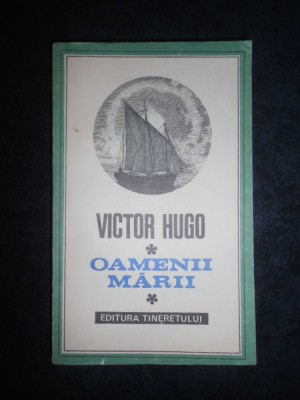 VICTOR HUGO
*
OAMENII
MĂRII
*
EDITURA TINERETULUI